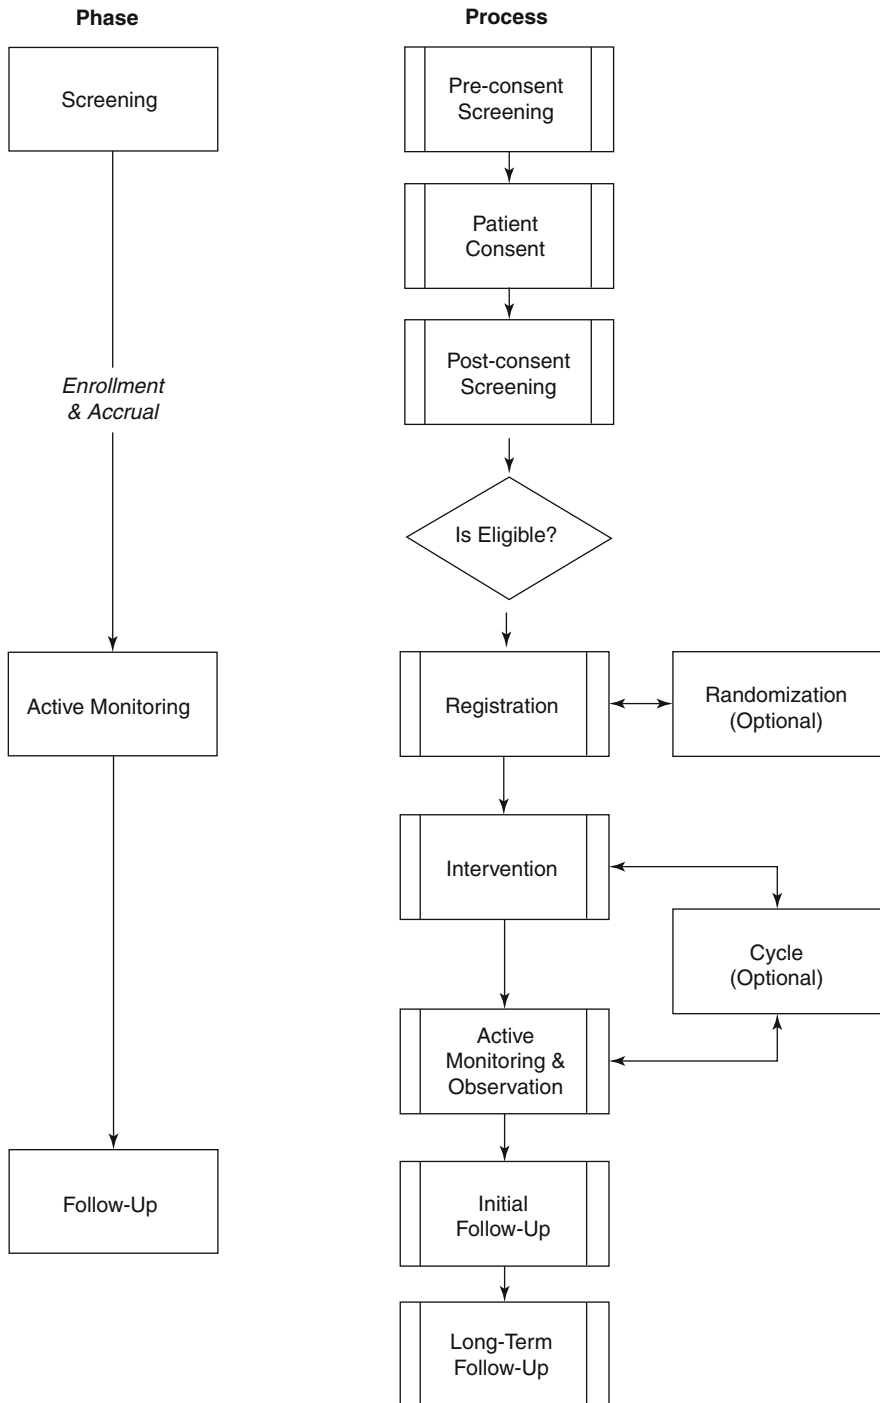 Phase
Process
Screening
Pre-consent
Screening
Patient
Consent
Post-consent
Screening
Enrollment
& Accrual
Is Eligible?
Active Monitoring
Registration
Randomization
(Optional)
Intervention
Cycle
(Optional)
Active
Monitoring &
Observation
Follow-Up
Initial
Follow-Up
Long-Term
Follow-Up